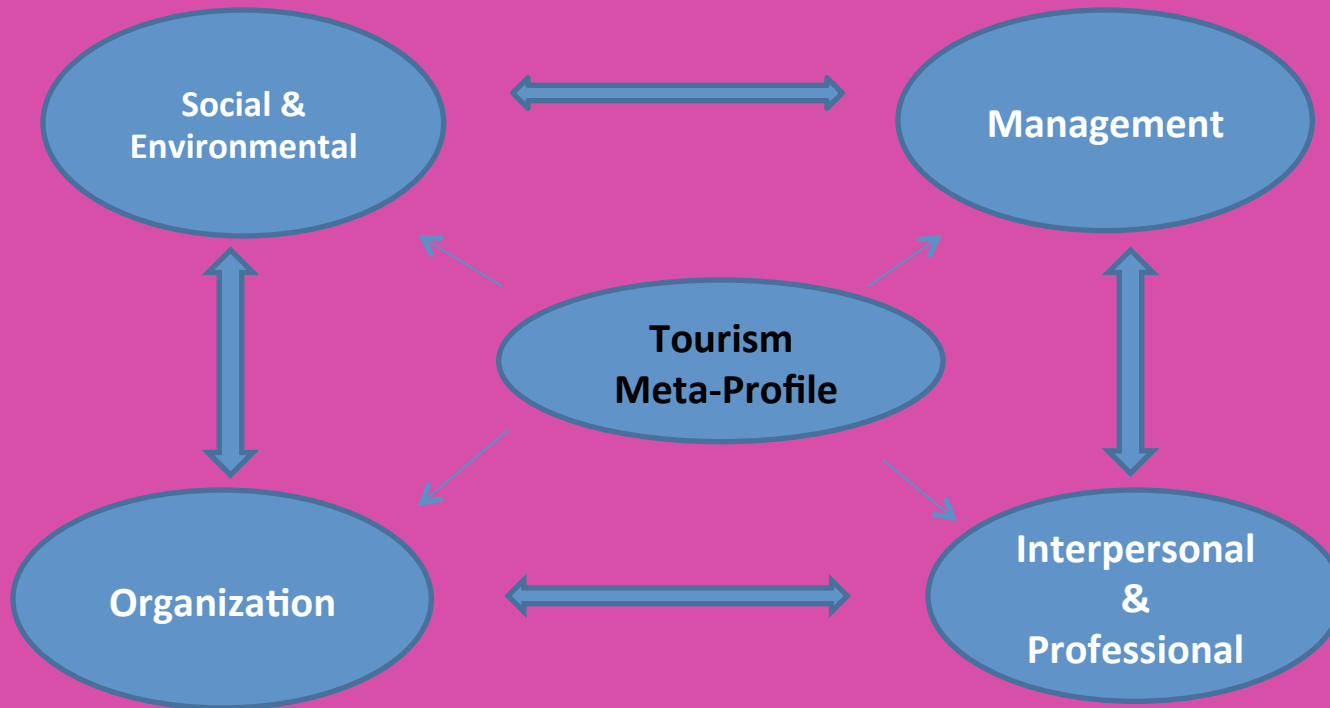 Social &
Environmental
Management
Tourism
Meta-Profile
Organization
Interpersonal
&
Professional